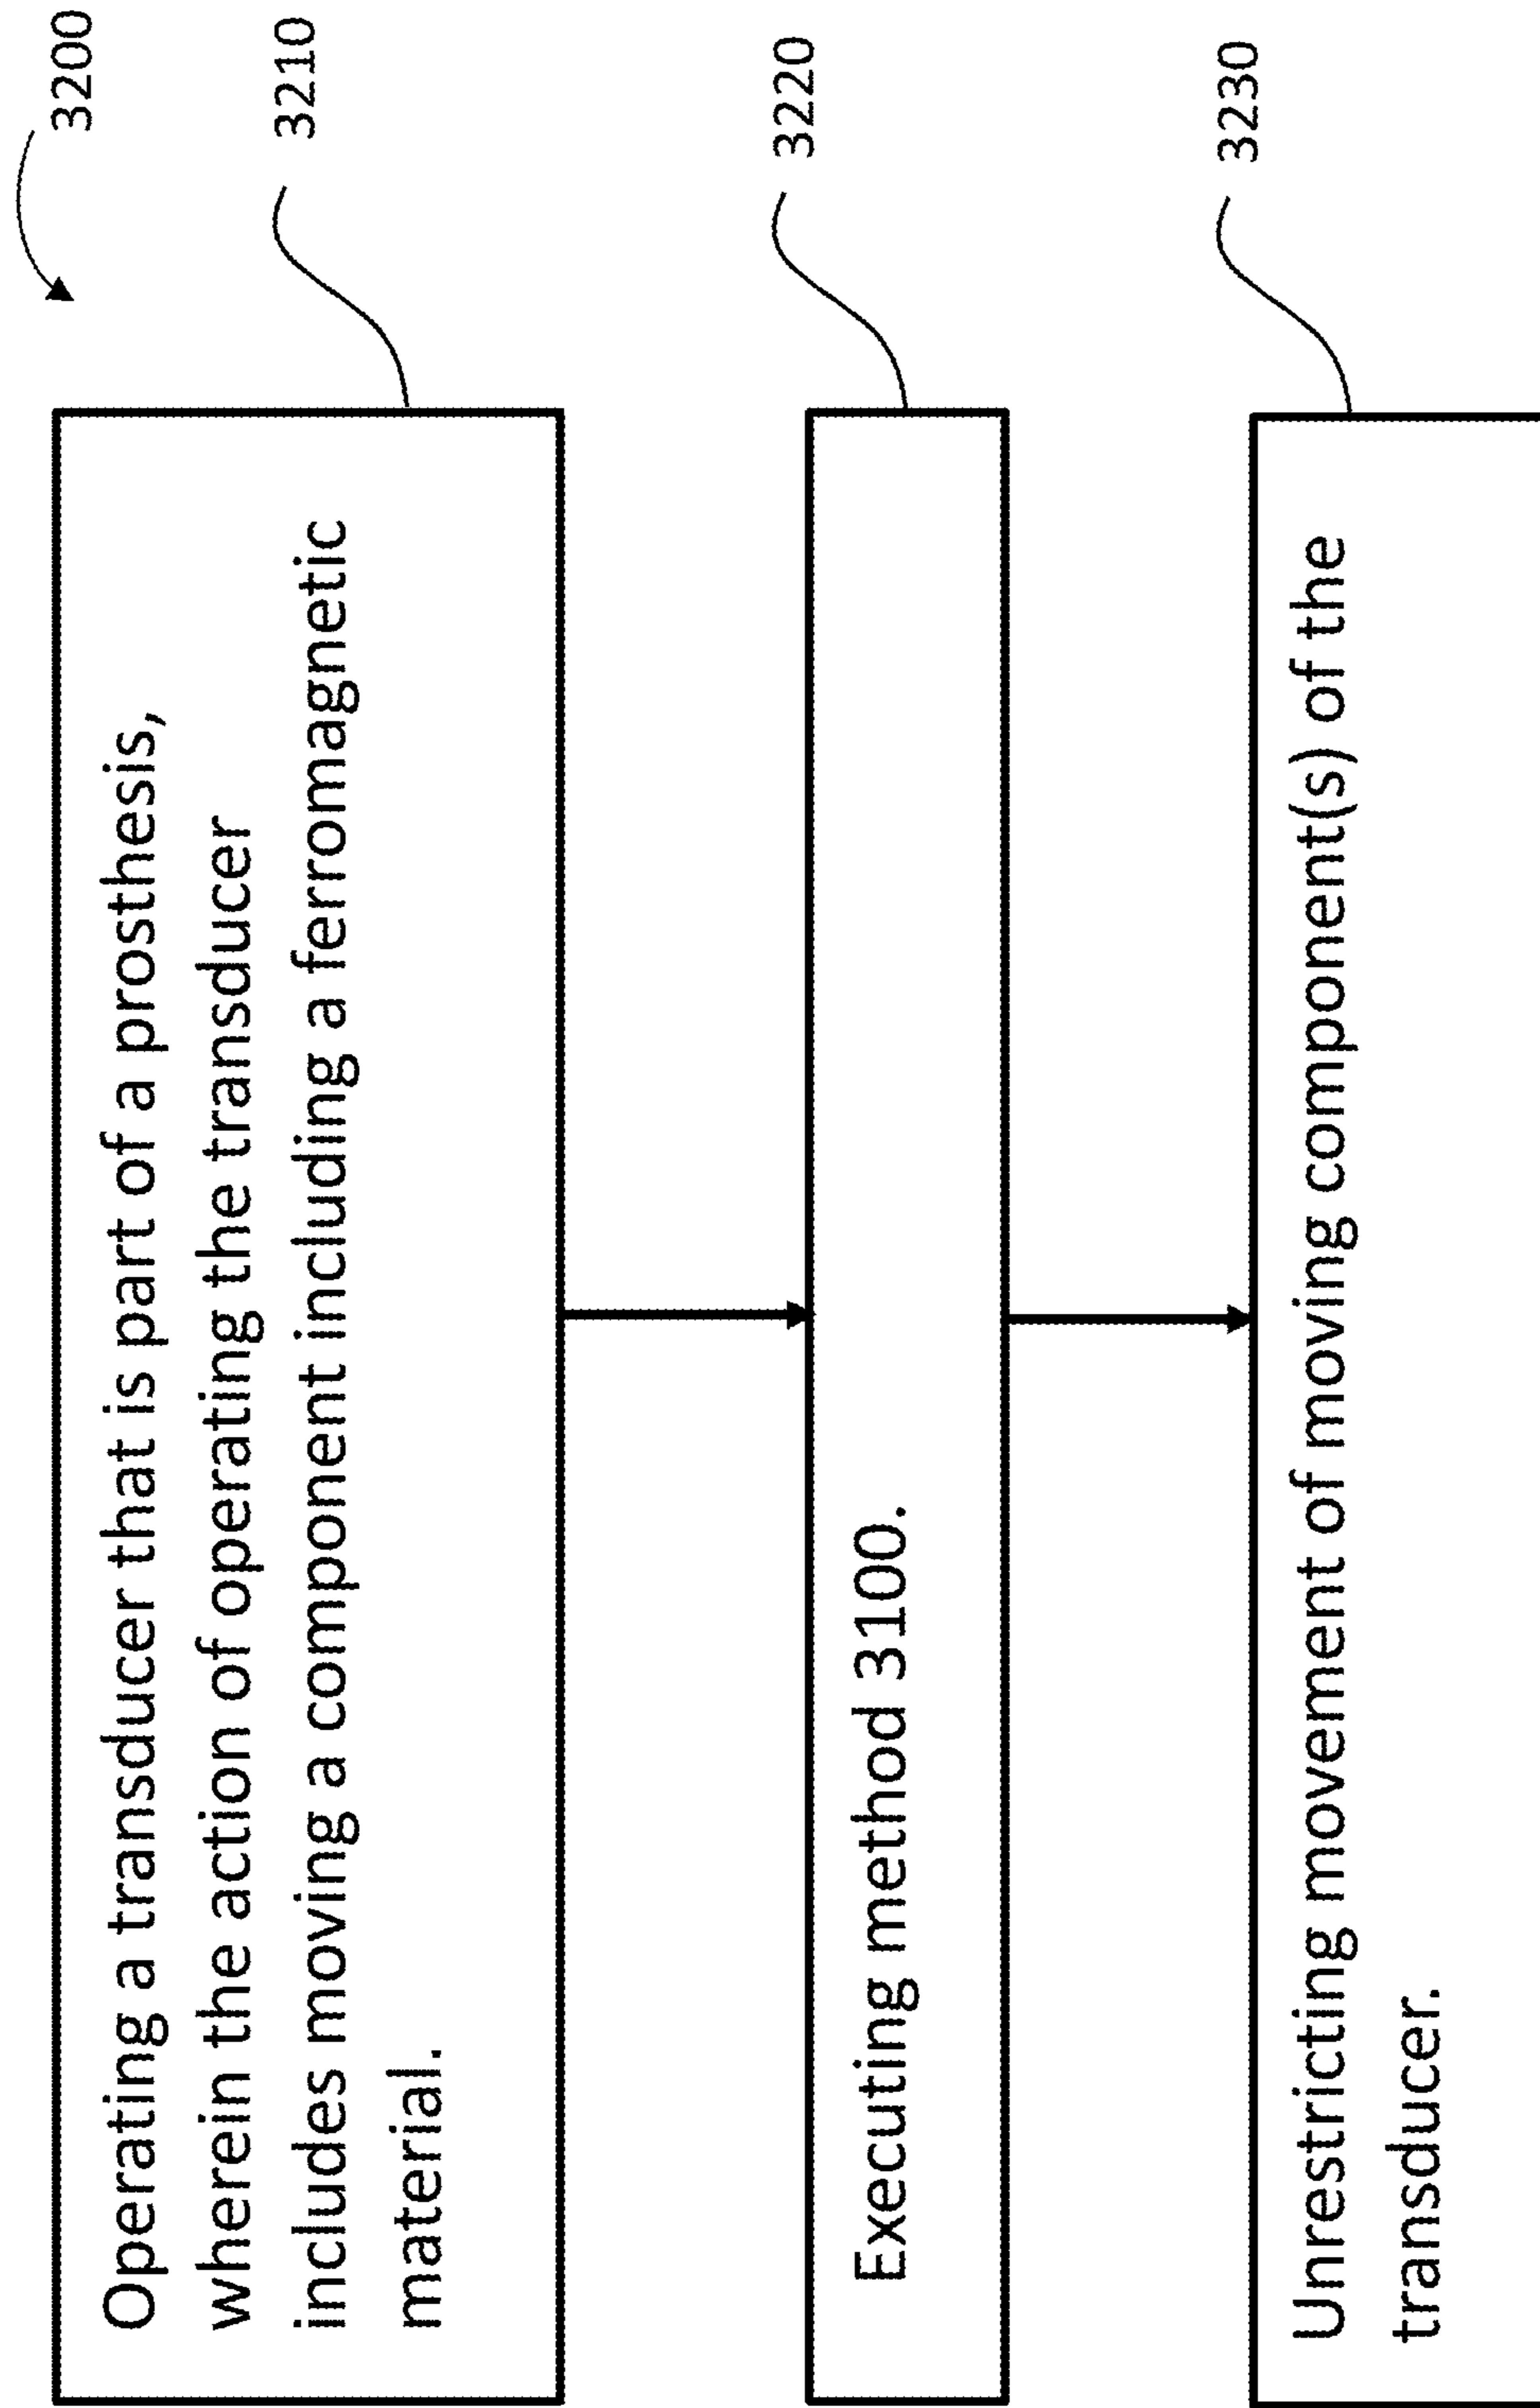 3200
3210
Operating a transducer that is part of a prosthesis,
wherein the action of operating the transducer
includes moving a component including a ferromagnetic
material.
3220
Executing method 3100.
3230
Unrestricting movement of moving component(s) of the
transducer.